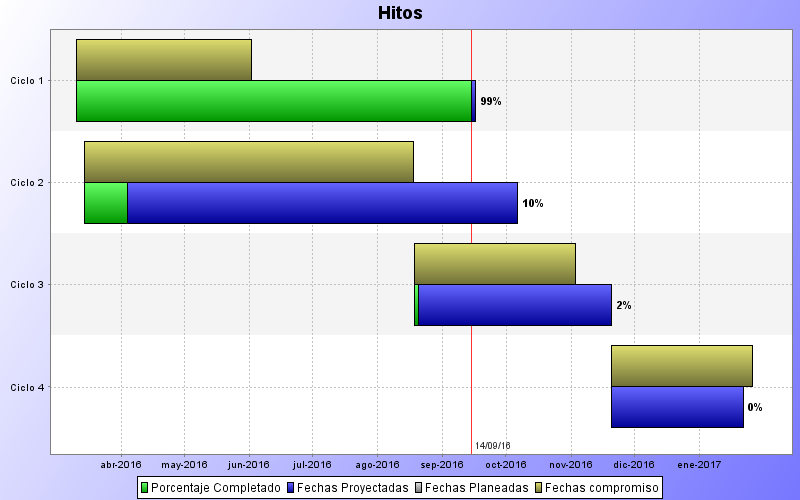 Hitos
Ciclo 1
99%
Ciclo 2
10%
Ciclo 3
2%
Ciclo 4
0%
14/09/16
abr-2016 may-2016 jun-2016 jul-2016 ago-2016 sep-2016 oct-2016 nov-2016 dic-2016 ene-2017
Porcentaje Completado Fechas Proyectadas Fechas Planeadas Fechas compromiso